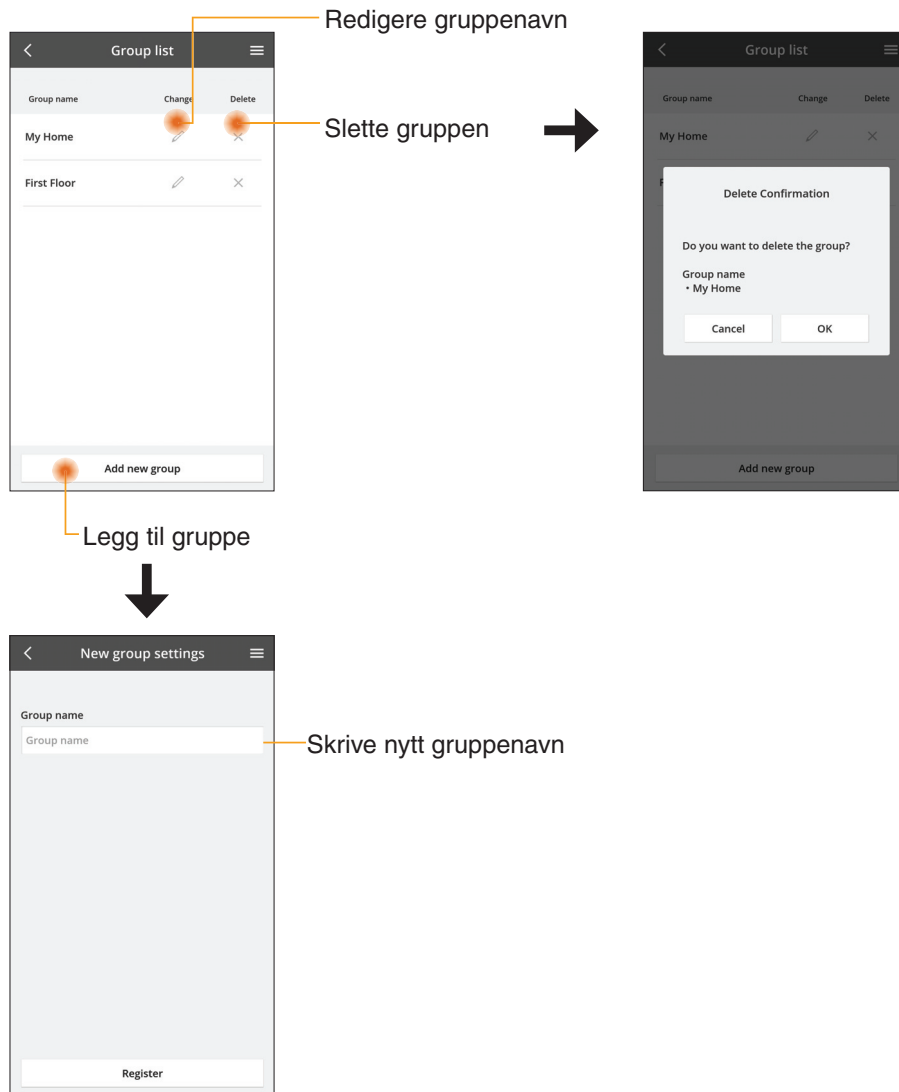 Redigere gruppenavn
Group list
Group name Change Delete
My Home
First Floor
Slette gruppen
Add new group
Legg til gruppe
Group list
Group name Change Delete
My Home
F
Delete Confirmation
Do you want to delete the group?
Group name
• My Home
Cancel OK
Add new group
New group settings
Group name
Group name
Skrive nytt gruppenavn
Register